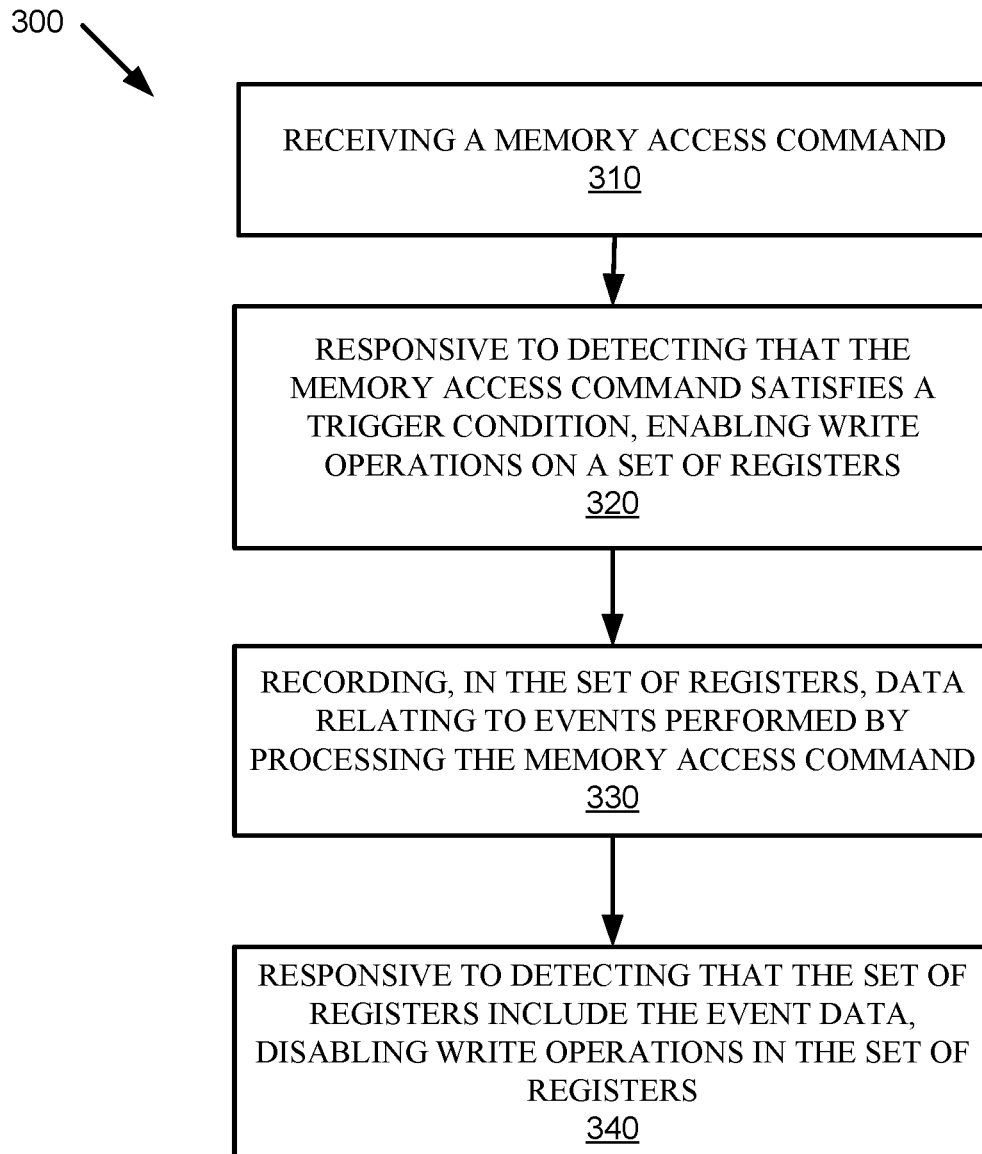 300
RECEIVING A MEMORY ACCESS COMMAND
310
RESPONSIVE TO DETECTING THAT THE
MEMORY ACCESS COMMAND SATISFIES A
TRIGGER CONDITION, ENABLING WRITE
OPERATIONS ON A SET OF REGISTERS
320
RECORDING, IN THE SET OF REGISTERS, DATA
RELATING TO EVENTS PERFORMED BY
PROCESSING THE MEMORY ACCESS COMMAND
330
RESPONSIVE TO DETECTING THAT THE SET OF
REGISTERS INCLUDE THE EVENT DATA,
DISABLING WRITE OPERATIONS IN THE SET OF
REGISTERS
340